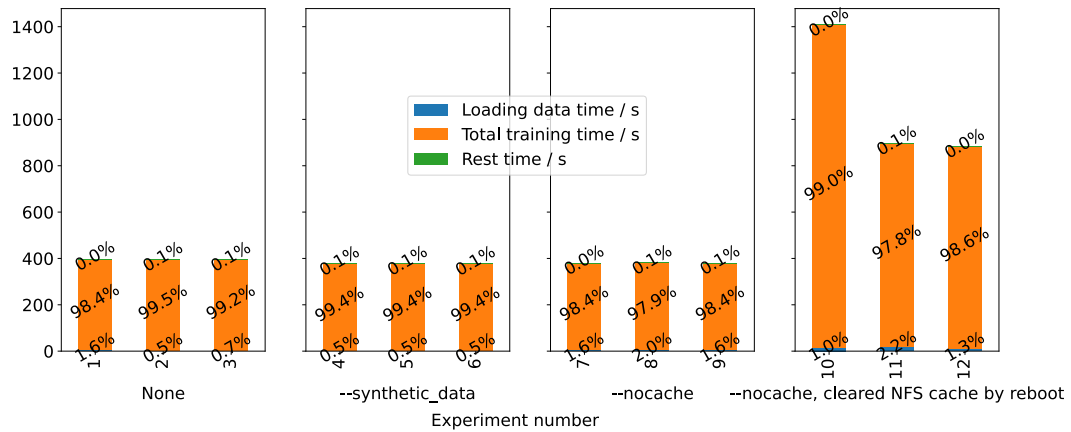 1400
1200
1000
800
600
400
200
0
Loading data time / s
Total training time / s
Rest time / s
0.0% 0.1% 0.1%
98.4% 99.5% 99.2%
1.6% 0.5% 0.7%
1 2 3
None
0.1% 0.1% 0.1%
99.4% 99.4% 99.4%
0.5% 0.5% 0.5%
4 5 6
--synthetic_data
0.0% 0.1% 0.1%
98.4% 97.9% 98.4%
1.6% 2.0% 1.6%
7 8 9
--nocache
0.0% 0.1% 0.0%
99.0% 97.8% 98.6%
1.0% 2.2% 1.3%
10 11 12
--nocache, cleared NFS cache by reboot
Experiment number